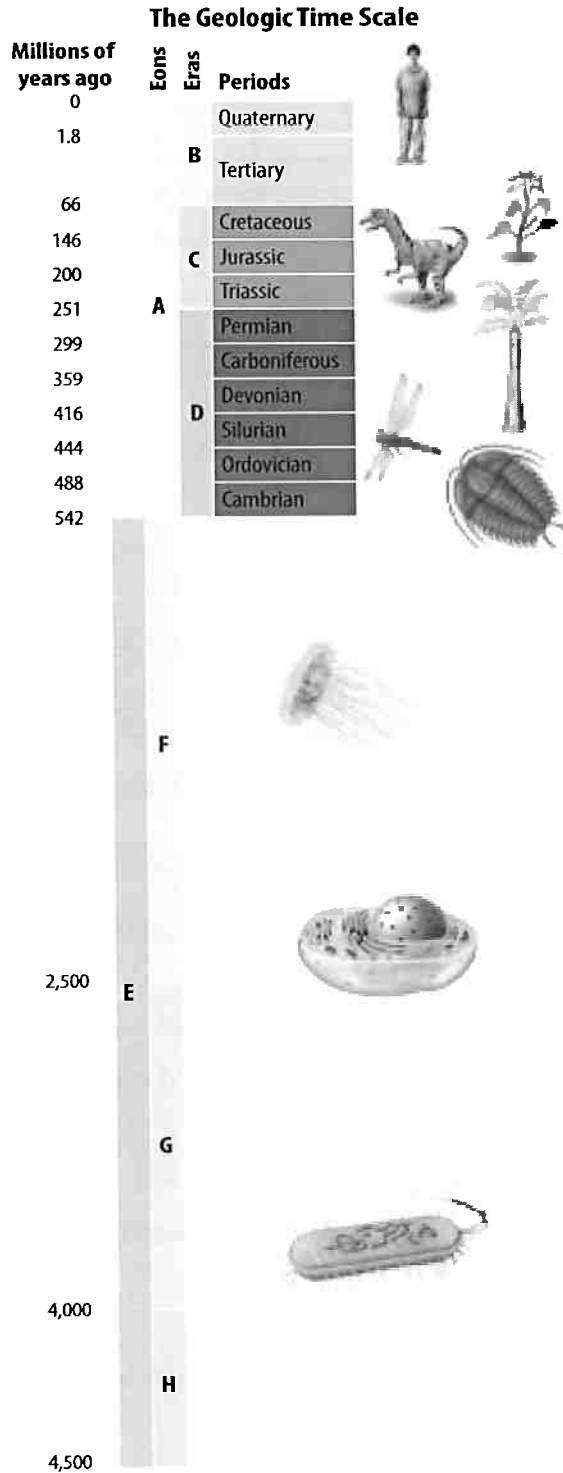 The Geologic Time Scale
Millions of
years ago
Eons
Eras
Periods
0
Quaternary
1.8
B
Tertiary
66
Cretaceous
146
C
Jurassic
200
Triassic
251
A
Permian
299
Carboniferous
359
Devonian
416
D
Silurian
444
Ordovician
488
Cambrian
542
F
2,500
E
G
4,000
H
4,500